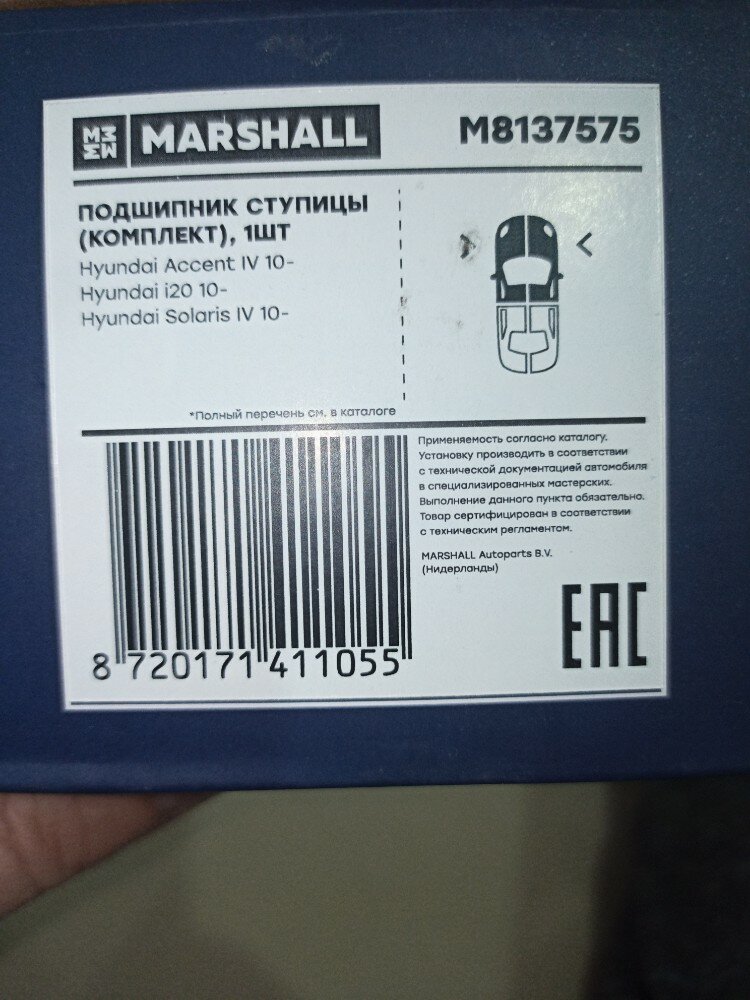 MARSHALL
M8137575
ПОДШИПНИК СТУПИЦЫ
(КОМПЛЕКТ), 1ШТ
Hyundai Accent IV 10-
Hyundai i20 10-
Hyundai Solaris IV 10-
*Полный перечень см. в каталоге
Применяемость согласно каталогу.
Установку производить в соответствии
с технической документацией автомобиля
в специализированных мастерских.
Выполнение данного пункта обязательно.
Товар сертифицирован в соответствии
с техническим регламентом.
MARSHALL Autoparts B.V.
(Нидерланды)
EAC
8 720171 411055